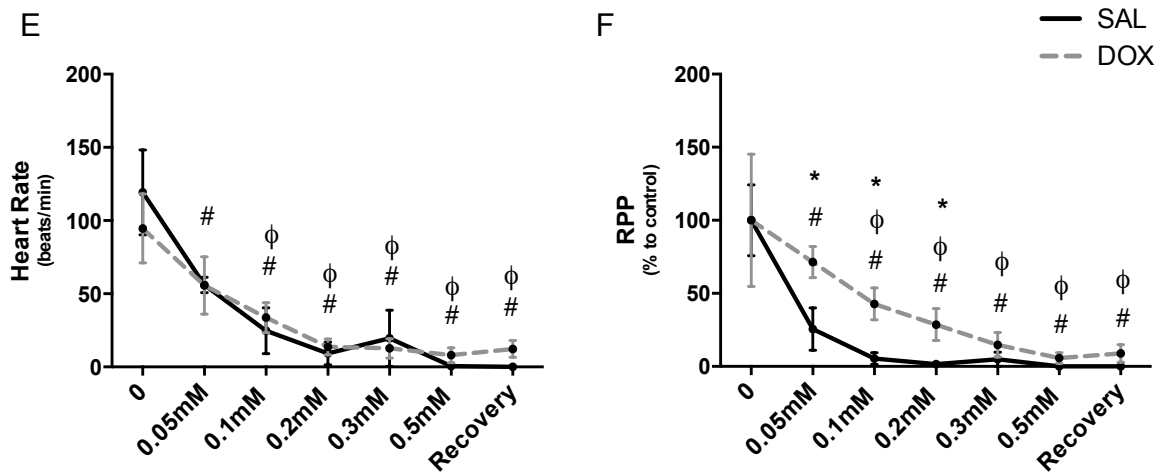 E
Heart Rate
(beats/min)
200
150
100
50
0
#
ϕ
#
ϕ
#
ϕ
#
ϕ
#
ϕ
#
0
0.05mM
0.1mM
0.2mM
0.3mM
0.5mM
Recovery
F
SAL
DOX
RPP
(% to control)
200
150
100
50
0
*
#
*
ϕ
#
*
ϕ
#
ϕ
#
ϕ
#
ϕ
#
0
0.05mM
0.1mM
0.2mM
0.3mM
0.5mM
Recovery